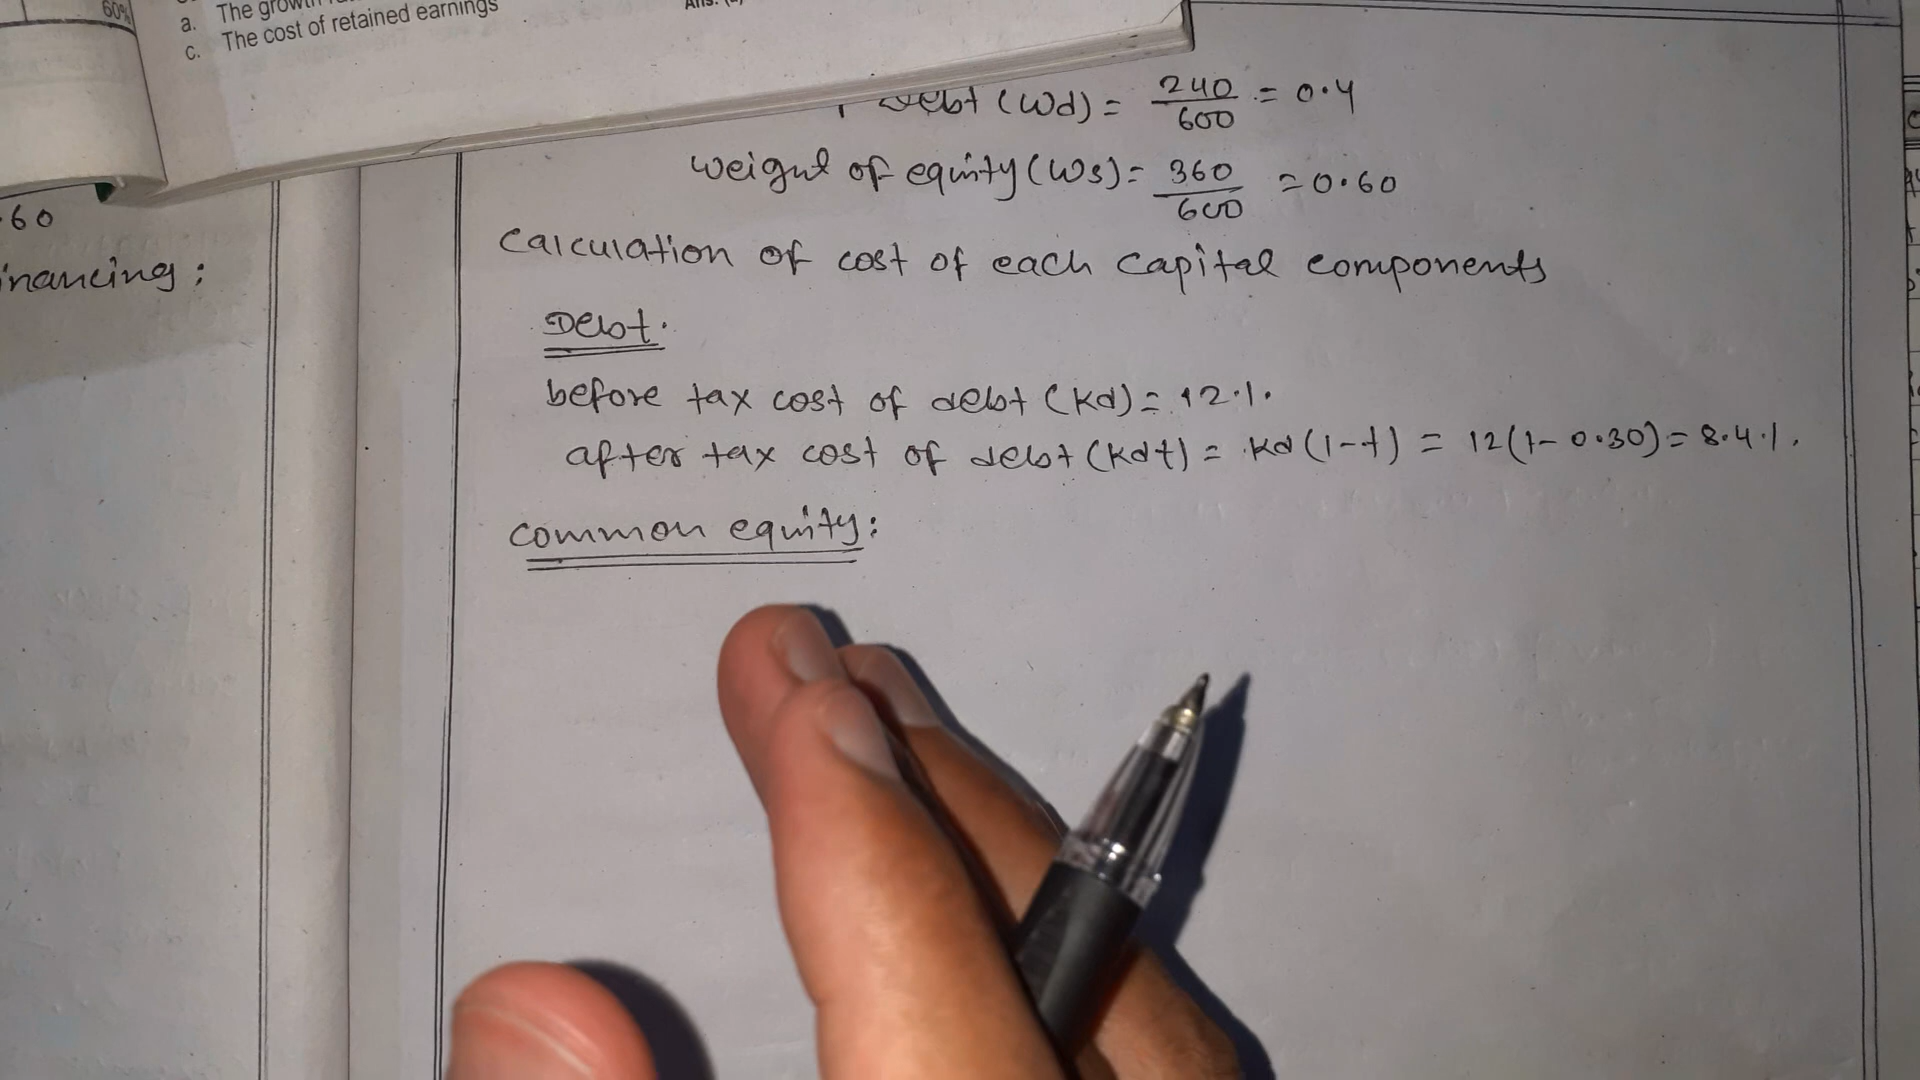 60%
a. The growth
c. The cost of retained earnings
Debt (Wd) = 240/600 = 0.4
weight of equity (Ws) = 360/600 = 0.60
60
inancing:
Calculation of cost of each capital components
Debt.
before tax cost of debt (Kd) = 12%.
after tax cost of debt (Kdt) = Kd (1-t) = 12(1-0.30) = 8.4%.
common equity: